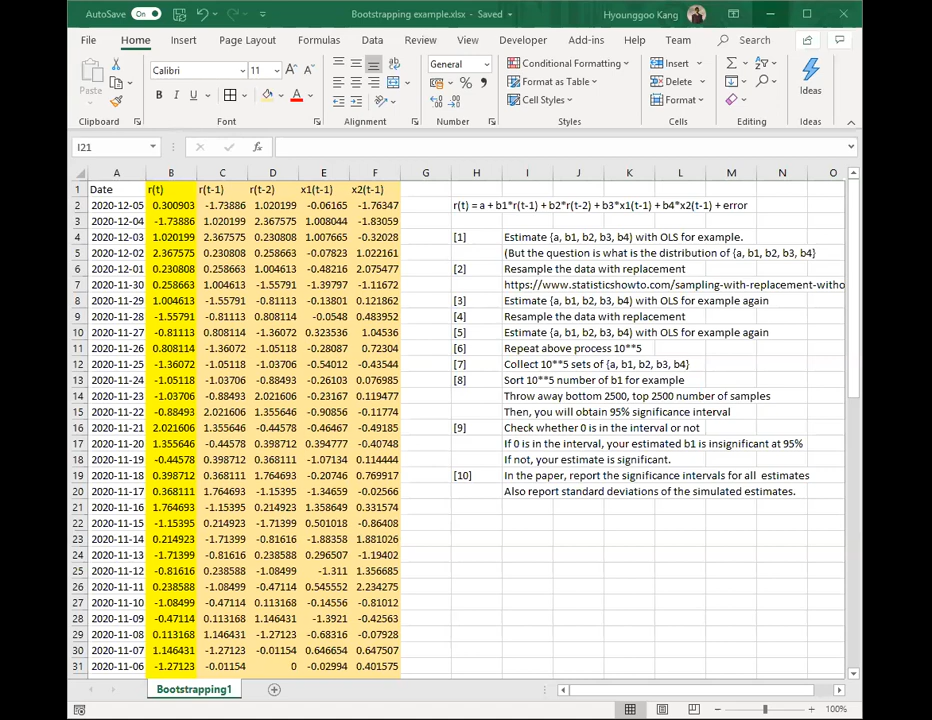 AutoSave On Bootstrapping example.xlsx - Saved Hyounggoo Kang
File Home Insert Page Layout Formulas Data Review View Developer Add-ins Help Team Search
Paste Calibri 11 General Conditional Formatting Insert
B I U Format as Table Delete Ideas
Cell Styles Format
Clipboard Font Alignment Number Styles Cells Editing Ideas
I21 fx
A B C D E F G H I J K L M N O
1 Date r(t) r(t-1) r(t-2) x1(t-1) x2(t-1)
2 2020-12-05 0.300903 -1.73886 1.020199 -0.06165 -1.76347 r(t) = a + b1*r(t-1) + b2*r(t-2) + b3*x1(t-1) + b4*x2(t-1) + error
3 2020-12-04 -1.73886 1.020199 2.367575 1.008044 -1.83059
4 2020-12-03 1.020199 2.367575 0.230808 1.007665 -0.32028 [1] Estimate {a, b1, b2, b3, b4} with OLS for example.
5 2020-12-02 2.367575 0.230808 0.258663 -0.07823 1.022161 (But the question is what is the distribution of {a, b1, b2, b3, b4}
6 2020-12-01 0.230808 0.258663 1.004613 -0.48216 2.075477 [2] Resample the data with replacement
7 2020-11-30 0.258663 1.004613 -1.55791 -1.39797 -1.11672 https://www.statisticshowto.com/sampling-with-replacement-witho
8 2020-11-29 1.004613 -1.55791 -0.81113 -0.13801 0.121862 [3] Estimate {a, b1, b2, b3, b4} with OLS for example again
9 2020-11-28 -1.55791 -0.81113 0.808114 -0.0548 0.483952 [4] Resample the data with replacement
10 2020-11-27 -0.81113 0.808114 -1.36072 0.323536 1.04536 [5] Estimate {a, b1, b2, b3, b4} with OLS for example again
11 2020-11-26 0.808114 -1.36072 -1.05118 -0.28087 0.72304 [6] Repeat above process 10**5
12 2020-11-25 -1.36072 -1.05118 -1.03706 -0.54012 -0.43544 [7] Collect 10**5 sets of {a, b1, b2, b3, b4}
13 2020-11-24 -1.05118 -1.03706 -0.88493 -0.26103 0.076985 [8] Sort 10**5 number of b1 for example
14 2020-11-23 -1.03706 -0.88493 2.021606 -0.23167 0.119477 Throw away bottom 2500, top 2500 number of samples
15 2020-11-22 -0.88493 2.021606 1.355646 -0.90856 -0.11774 Then, you will obtain 95% significance interval
16 2020-11-21 2.021606 1.355646 -0.44578 -0.46467 -0.49185 [9] Check whether 0 is in the interval or not
17 2020-11-20 1.355646 -0.44578 0.398712 0.394777 -0.40748 If 0 is in the interval, your estimated b1 is insignificant at 95%
18 2020-11-19 -0.44578 0.398712 0.368111 -1.07134 0.114444 If not, your estimate is significant.
19 2020-11-18 0.398712 0.368111 1.764693 -0.20746 0.769917 [10] In the paper, report the significance intervals for all estimates
20 2020-11-17 0.368111 1.764693 -1.15395 -1.34659 -0.02566 Also report standard deviations of the simulated estimates.
21 2020-11-16 1.764693 -1.15395 0.214923 1.358649 0.331574
22 2020-11-15 -1.15395 0.214923 -1.71399 0.501018 -0.86408
23 2020-11-14 0.214923 -1.71399 -0.81616 -1.88358 1.881026
24 2020-11-13 -1.71399 -0.81616 0.238588 0.296507 -1.19402
25 2020-11-12 -0.81616 0.238588 -1.08499 -1.311 1.356685
26 2020-11-11 0.238588 -1.08499 -0.47114 0.545552 2.234275
27 2020-11-10 -1.08499 -0.47114 0.113168 -0.14556 -0.81012
28 2020-11-09 -0.47114 0.113168 1.146431 -1.3921 -0.42563
29 2020-11-08 0.113168 1.146431 -1.27123 -0.68316 -0.07928
30 2020-11-07 1.146431 -1.27123 -0.01154 0.646654 0.647507
31 2020-11-06 -1.27123 -0.01154 0 -0.02994 0.401575
Bootstrapping1
100%